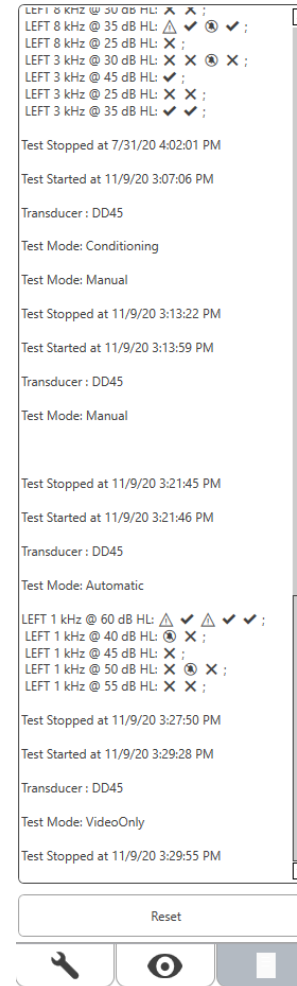 LEFT 8 kHz @ 30 dB HL: ✗ ✗ ;
LEFT 8 kHz @ 35 dB HL: ⚠ ✔ 🔕 ✔ ;
LEFT 8 kHz @ 25 dB HL: ✗ ;
LEFT 3 kHz @ 30 dB HL: ✗ ✗ 🔕 ✗ ;
LEFT 3 kHz @ 45 dB HL: ✔ ;
LEFT 3 kHz @ 25 dB HL: ✗ ✗ ;
LEFT 3 kHz @ 35 dB HL: ✔ ✔ ;
Test Stopped at 7/31/20 4:02:01 PM
Test Started at 11/9/20 3:07:06 PM
Transducer : DD45
Test Mode: Conditioning
Test Mode: Manual
Test Stopped at 11/9/20 3:13:22 PM
Test Started at 11/9/20 3:13:59 PM
Transducer : DD45
Test Mode: Manual
Test Stopped at 11/9/20 3:21:45 PM
Test Started at 11/9/20 3:21:46 PM
Transducer : DD45
Test Mode: Automatic
LEFT 1 kHz @ 60 dB HL: ⚠ ✔ ⚠ ✔ ✔ ;
LEFT 1 kHz @ 40 dB HL: 🔕 ✗ ;
LEFT 1 kHz @ 45 dB HL: ✗ ;
LEFT 1 kHz @ 50 dB HL: ✗ 🔕 ✗ ;
LEFT 1 kHz @ 55 dB HL: ✗ ✗ ;
Test Stopped at 11/9/20 3:27:50 PM
Test Started at 11/9/20 3:29:28 PM
Transducer : DD45
Test Mode: VideoOnly
Test Stopped at 11/9/20 3:29:55 PM
Reset